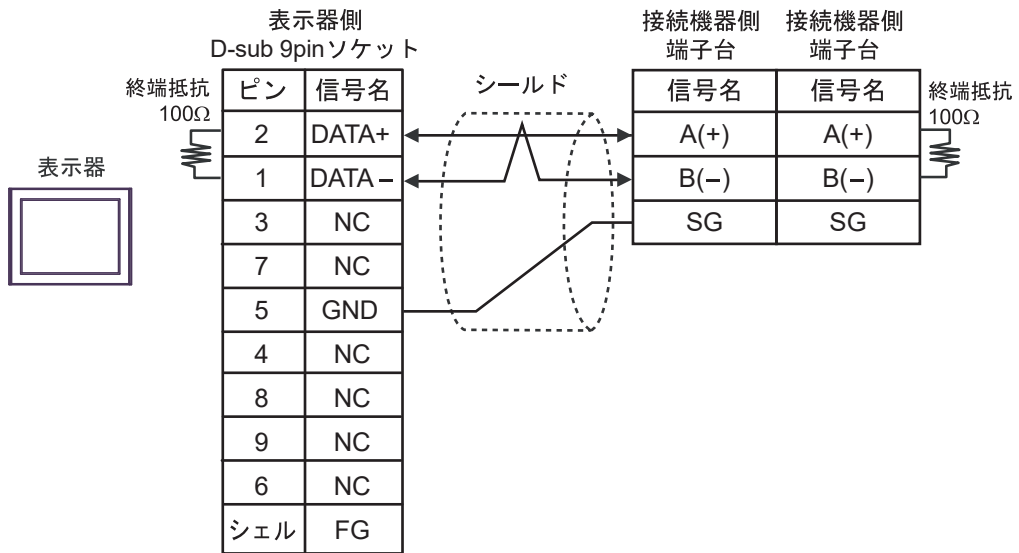 表示器側
D-sub 9pinソケット
接続機器側
端子台
接続機器側
端子台
終端抵抗
100Ω
ピン 信号名
シールド
信号名 信号名
終端抵抗
100Ω
2 DATA+
A(+) A(+)
表示器
1 DATA−
B(−) B(−)
3 NC
SG SG
7 NC
5 GND
4 NC
8 NC
9 NC
6 NC
シェル FG